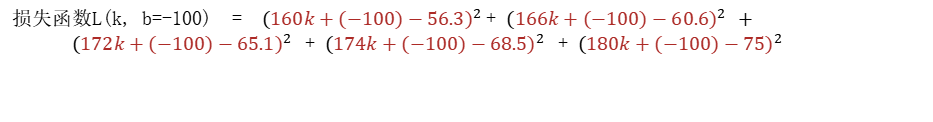 损失函数L(k, b=-100) = (160k + (−100) − 56.3)² + (166k + (−100) − 60.6)² +
(172k + (−100) − 65.1)² + (174k + (−100) − 68.5)² + (180k + (−100) − 75)²